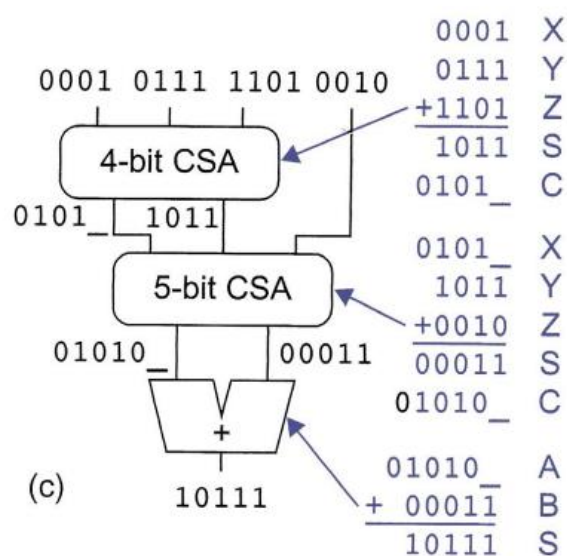 0001 0111 1101 0010
4-bit CSA
0101_ 1011
5-bit CSA
01010_ 00011
+
10111
(c)
0001 X
0111 Y
+1101 Z
1011 S
0101_ C
0101_ X
1011 Y
+0010 Z
00011 S
01010_ C
01010_ A
+ 00011 B
10111 S